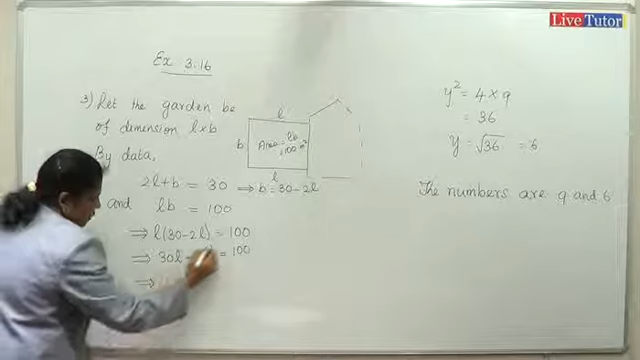 Live Tutor
Ex 3.16
3) Let the garden be
of dimension l×b
By data,
2l+b = 30 ⇒ b = 30-2l
and lb = 100
⇒ l(30-2l) = 100
⇒ 30l - = 100
⇒
l
b
Area = lb
= 100 m²
l
y² = 4 × 9
= 36
y = √36 = 6
The numbers are 9 and 6